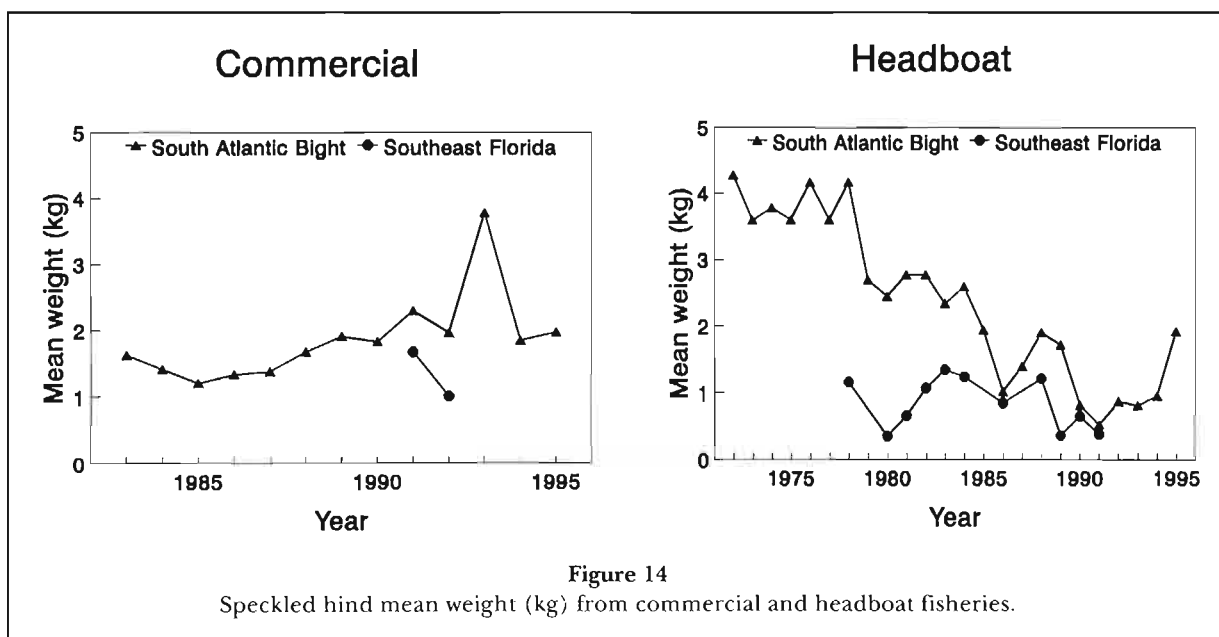 Commercial
5
4
3
2
1
0
Mean weight (kg)
South Atlantic Bight Southeast Florida
1985 1990 1995
Year
Headboat
5
4
3
2
1
0
Mean weight (kg)
South Atlantic Bight Southeast Florida
1975 1980 1985 1990 1995
Year
Figure 14
Speckled hind mean weight (kg) from commercial and headboat fisheries.